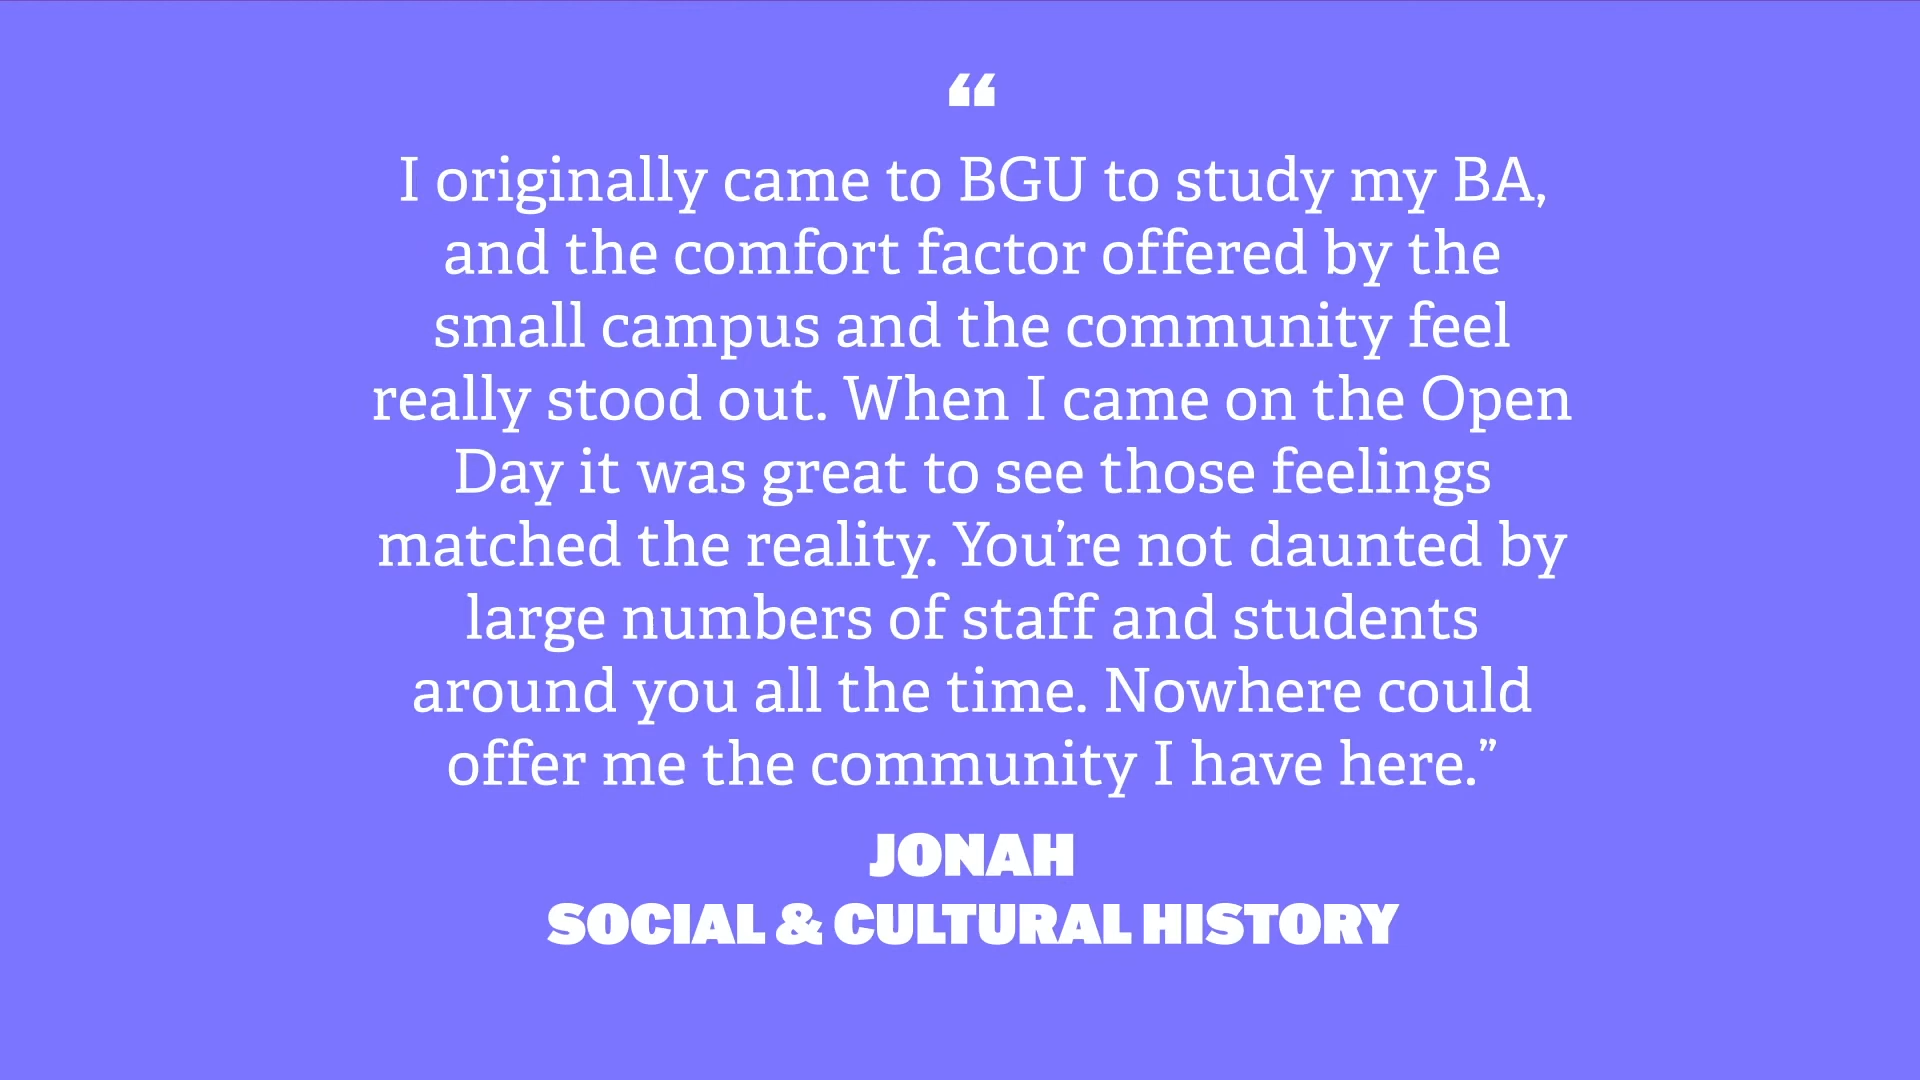 “
I originally came to BGU to study my BA,
and the comfort factor offered by the
small campus and the community feel
really stood out. When I came on the Open
Day it was great to see those feelings
matched the reality. You’re not daunted by
large numbers of staff and students
around you all the time. Nowhere could
offer me the community I have here.”
JONAH
SOCIAL & CULTURAL HISTORY